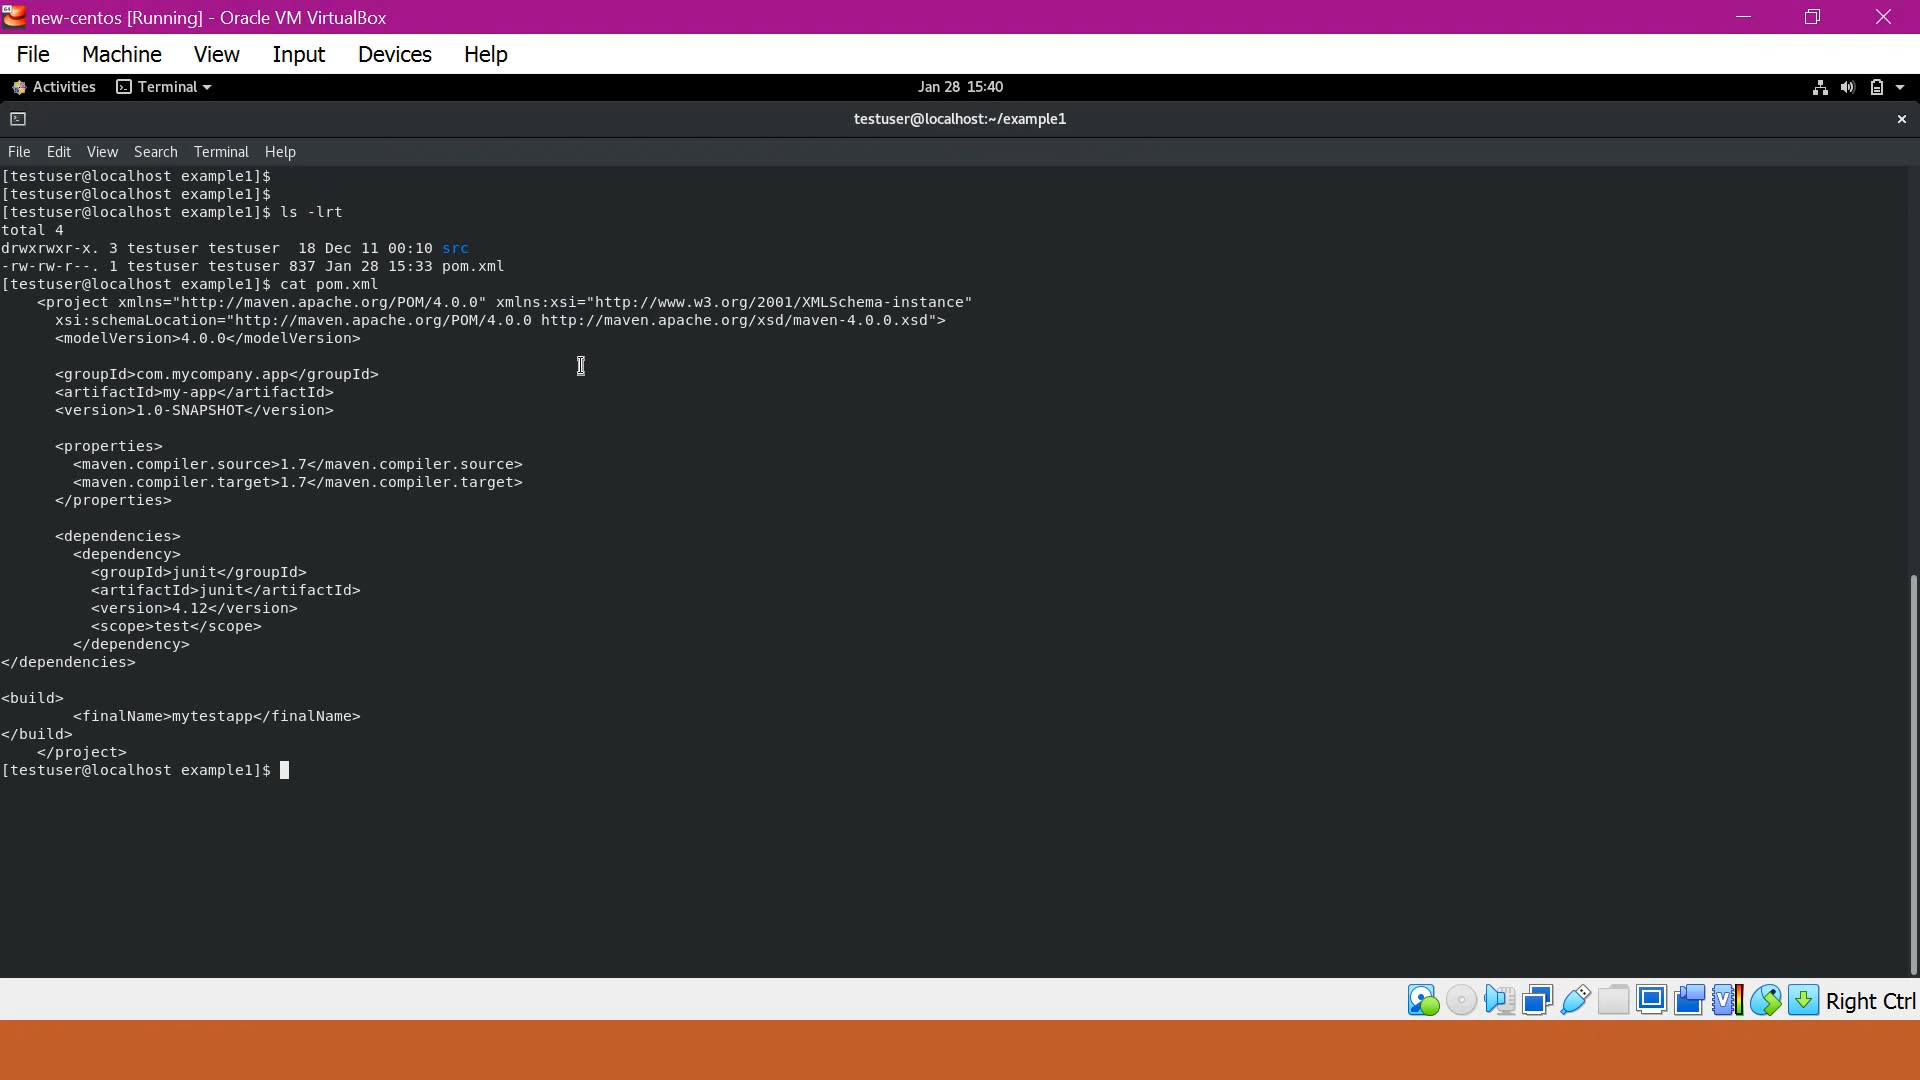 new-centos [Running] - Oracle VM VirtualBox
File Machine View Input Devices Help
Activities Terminal Jan 28 15:40
testuser@localhost:~/example1
File Edit View Search Terminal Help
[testuser@localhost example1]$
[testuser@localhost example1]$
[testuser@localhost example1]$ ls -lrt
total 4
drwxrwxr-x. 3 testuser testuser  18 Dec 11 00:10 src
-rw-rw-r--. 1 testuser testuser 837 Jan 28 15:33 pom.xml
[testuser@localhost example1]$ cat pom.xml
    <project xmlns="http://maven.apache.org/POM/4.0.0" xmlns:xsi="http://www.w3.org/2001/XMLSchema-instance"
      xsi:schemaLocation="http://maven.apache.org/POM/4.0.0 http://maven.apache.org/xsd/maven-4.0.0.xsd">
      <modelVersion>4.0.0</modelVersion>
      <groupId>com.mycompany.app</groupId>
      <artifactId>my-app</artifactId>
      <version>1.0-SNAPSHOT</version>
      <properties>
        <maven.compiler.source>1.7</maven.compiler.source>
        <maven.compiler.target>1.7</maven.compiler.target>
      </properties>
      <dependencies>
        <dependency>
          <groupId>junit</groupId>
          <artifactId>junit</artifactId>
          <version>4.12</version>
          <scope>test</scope>
        </dependency>
</dependencies>
<build>
        <finalName>mytestapp</finalName>
</build>
    </project>
[testuser@localhost example1]$
Right Ctrl